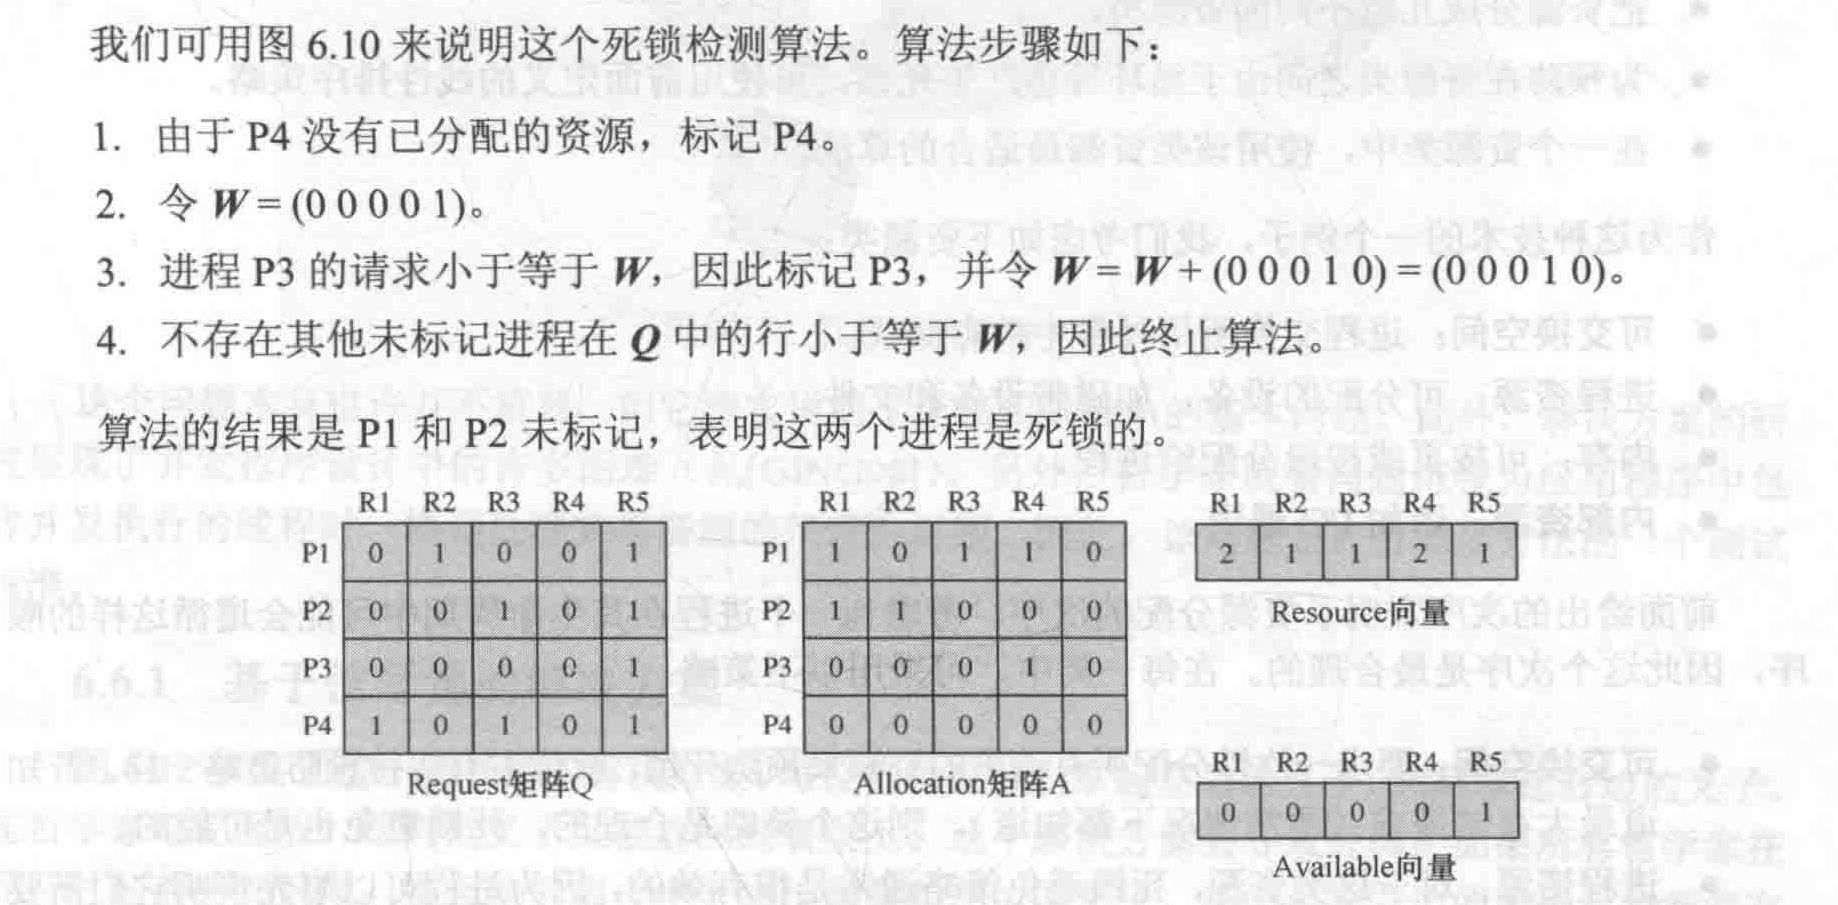 我们可用图 6.10 来说明这个死锁检测算法。算法步骤如下：
1. 由于 P4 没有已分配的资源，标记 P4。
2. 令 W = (0 0 0 0 1)。
3. 进程 P3 的请求小于等于 W，因此标记 P3，并令 W = W + (0 0 0 1 0) = (0 0 0 1 0)。
4. 不存在其他未标记进程在 Q 中的行小于等于 W，因此终止算法。
算法的结果是 P1 和 P2 未标记，表明这两个进程是死锁的。
R1 R2 R3 R4 R5
P1 0 1 0 0 1
P2 0 0 1 0 1
P3 0 0 0 0 1
P4 1 0 1 0 1
Request矩阵Q
R1 R2 R3 R4 R5
P1 1 0 1 1 0
P2 1 1 0 0 0
P3 0 0 0 1 0
P4 0 0 0 0 0
Allocation矩阵A
R1 R2 R3 R4 R5
2 1 1 2 1
Resource向量
R1 R2 R3 R4 R5
0 0 0 0 1
Available向量